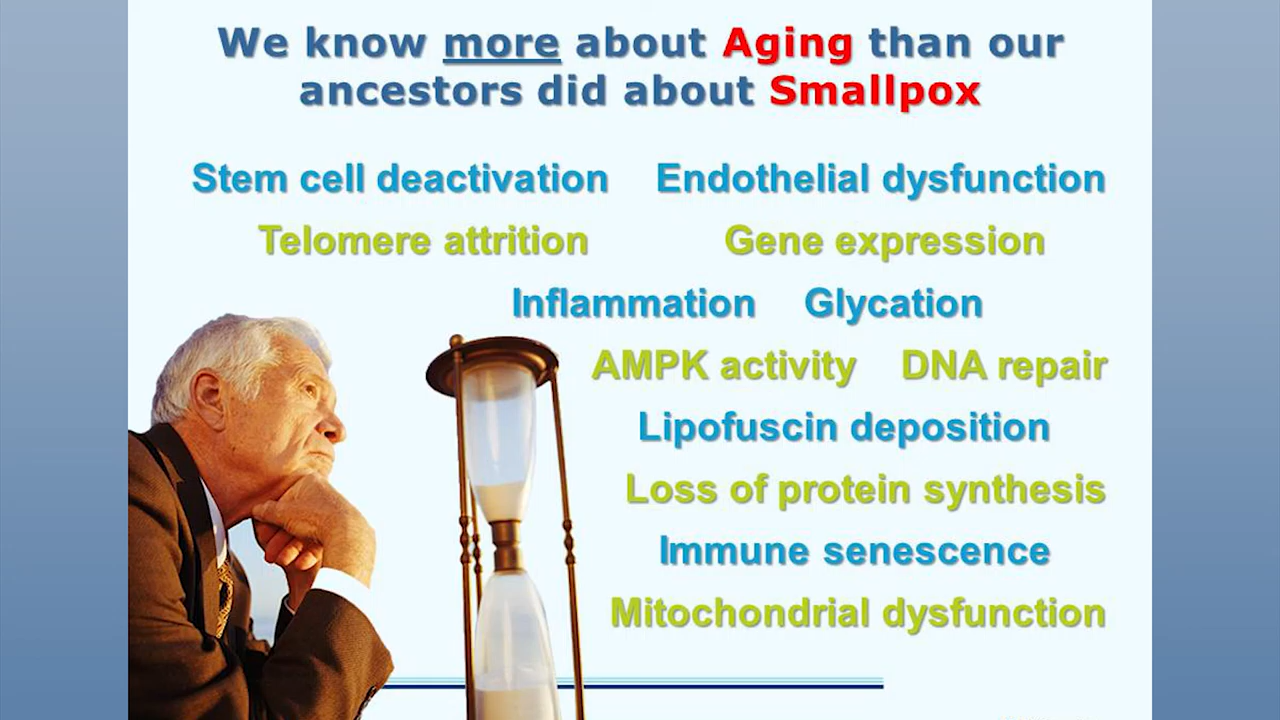 We know more about Aging than our
ancestors did about Smallpox
Stem cell deactivation Endothelial dysfunction
Telomere attrition Gene expression
Inflammation Glycation
AMPK activity DNA repair
Lipofuscin deposition
Loss of protein synthesis
Immune senescence
Mitochondrial dysfunction